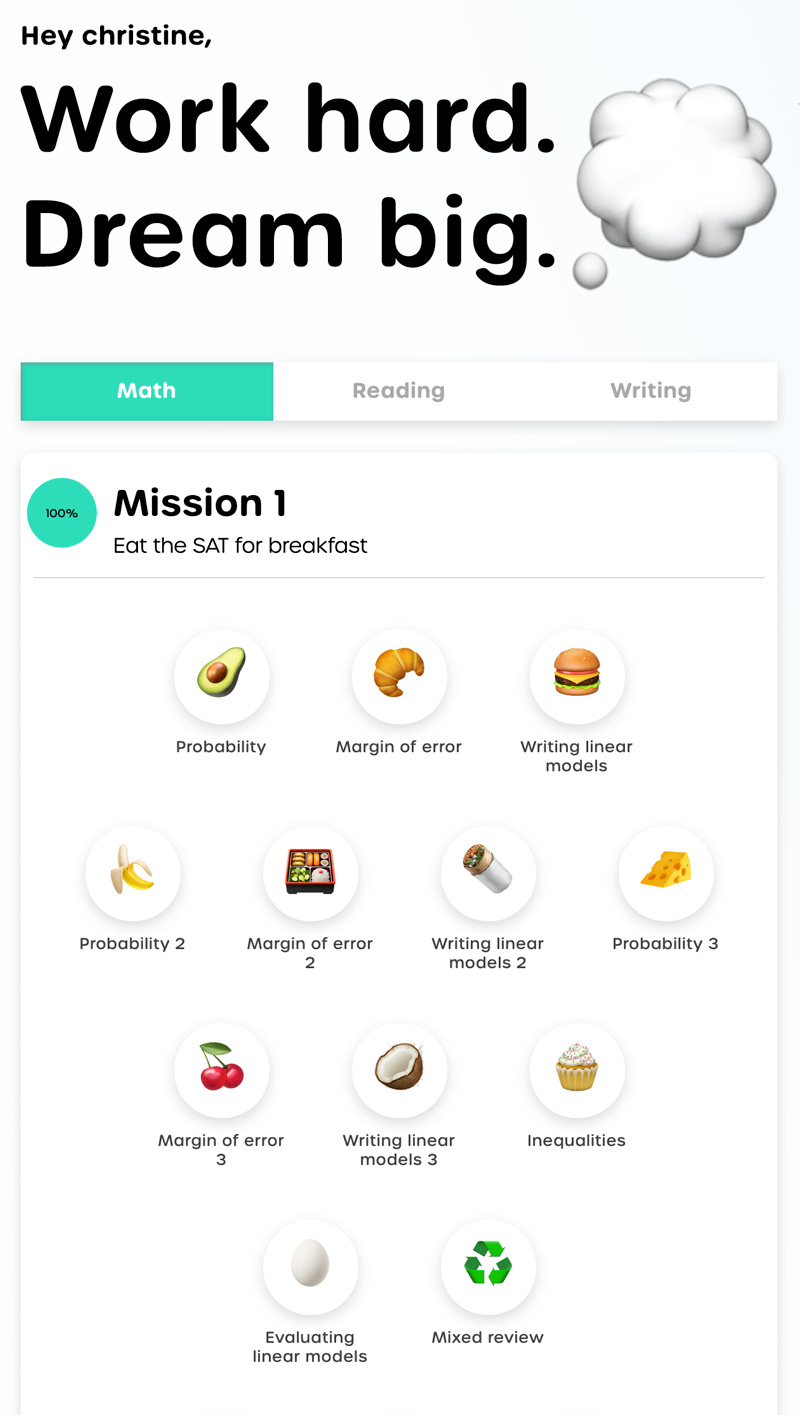 Hey christine,
Work hard.
Dream big.
Math Reading Writing
100%
Mission 1
Eat the SAT for breakfast
Probability
Margin of error
Writing linear
models
Probability 2
Margin of error
2
Writing linear
models 2
Probability 3
Margin of error
3
Writing linear
models 3
Inequalities
Evaluating
linear models
Mixed review